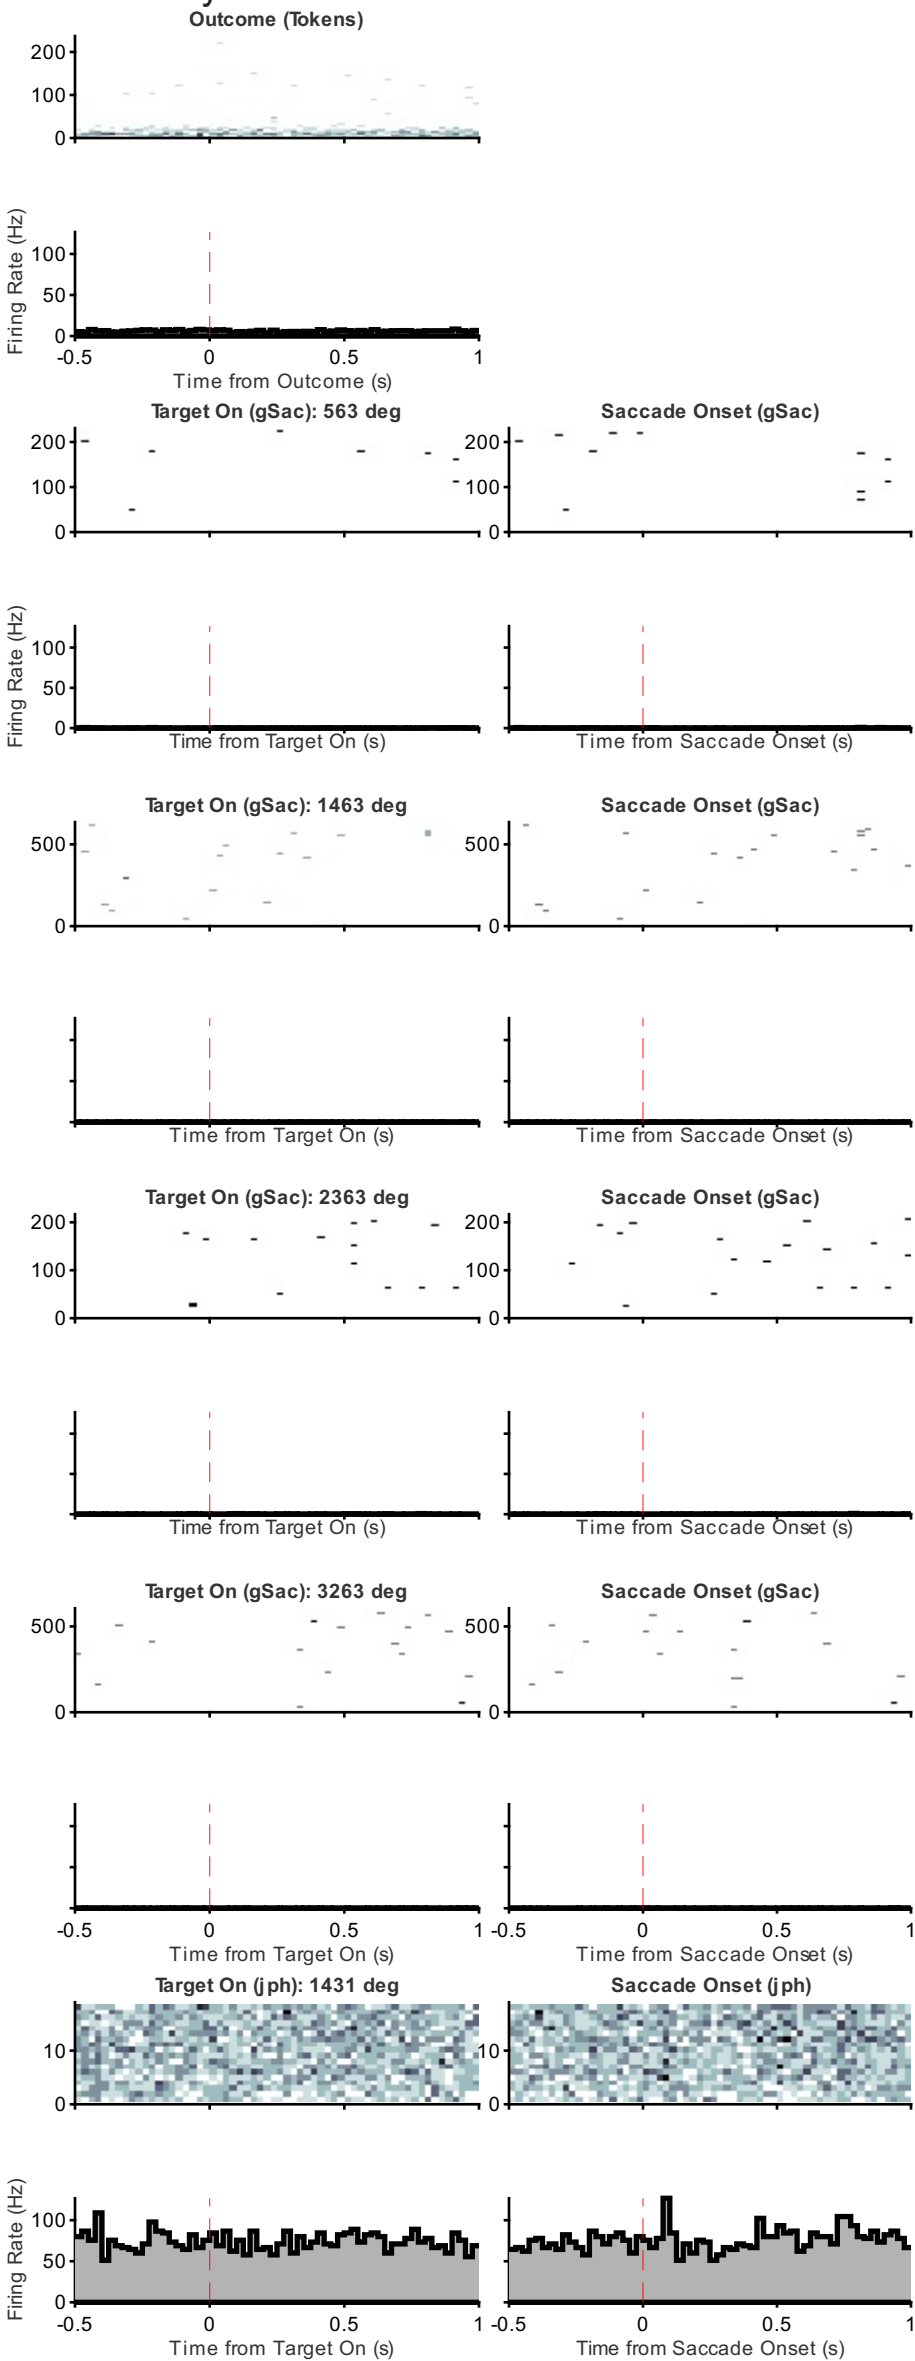 Outcome (Tokens)
200
100
0
Firing Rate (Hz)
100
50
0
-0.5 0 0.5 1
Time from Outcome (s)
Target On (gSac): 563 deg Saccade Onset (gSac)
200 200
100 100
0 0
Firing Rate (Hz)
100
50
0
Time from Target On (s) Time from Saccade Onset (s)
Target On (gSac): 1463 deg Saccade Onset (gSac)
500 500
0 0
Time from Target On (s) Time from Saccade Onset (s)
Target On (gSac): 2363 deg Saccade Onset (gSac)
200 200
100 100
0 0
Time from Target On (s) Time from Saccade Onset (s)
Target On (gSac): 3263 deg Saccade Onset (gSac)
500 500
0 0
-0.5 0 0.5 1 -0.5 0 0.5 1
Time from Target On (s) Time from Saccade Onset (s)
Target On (jph): 1431 deg Saccade Onset (jph)
10 10
0 0
Firing Rate (Hz)
100
50
0
-0.5 0 0.5 1 -0.5 0 0.5 1
Time from Target On (s) Time from Saccade Onset (s)